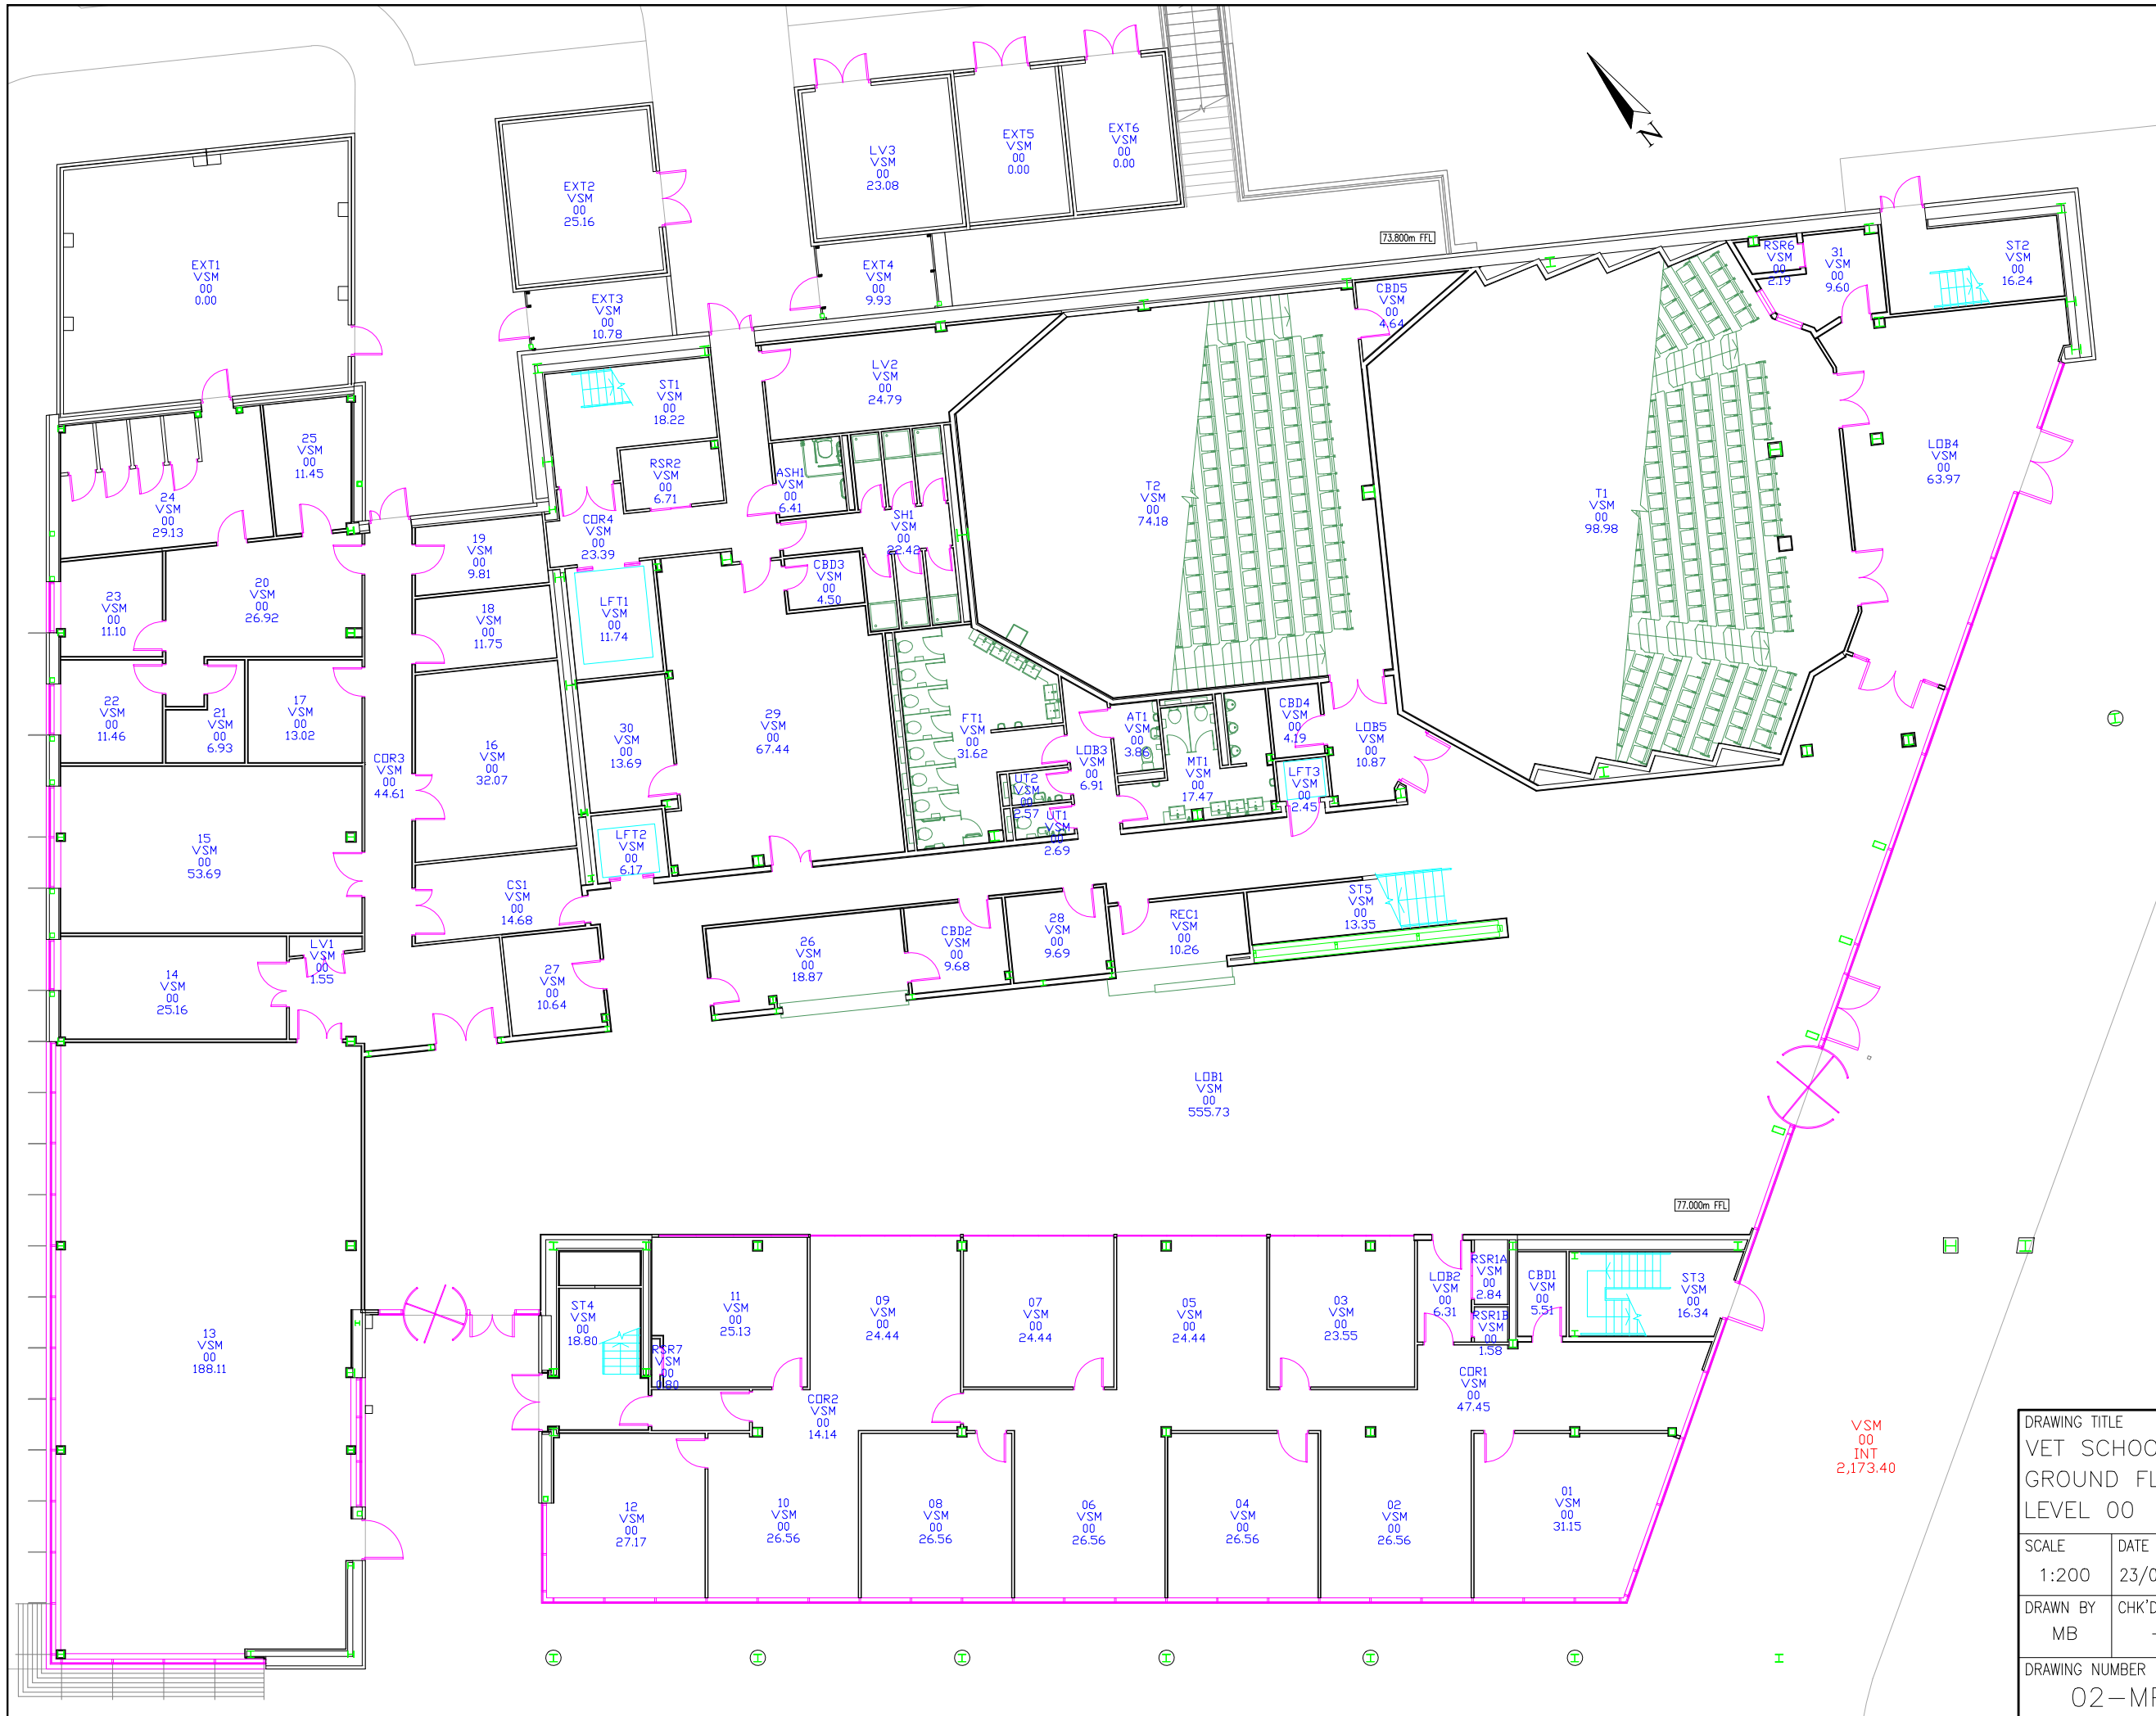 EXT1
VSM
00
0.00
EXT2
VSM
00
25.16
EXT3
VSM
00
10.78
LV3
VSM
00
23.08
EXT5
VSM
00
0.00
EXT6
VSM
00
0.00
EXT4
VSM
00
9.93
N
73.800m FFL
CBD5
VSM
00
4.64
RSR6
VSM
00
2.19
31
VSM
00
9.60
ST2
VSM
00
16.24
ST1
VSM
00
18.22
LV2
VSM
00
24.79
25
VSM
00
11.45
24
VSM
00
29.13
RSR2
VSM
00
6.71
ASH1
VSM
00
6.41
SH1
VSM
00
22.42
T2
VSM
00
74.18
T1
VSM
00
98.98
LOB4
VSM
00
63.97
19
VSM
00
9.81
COR4
VSM
00
23.39
CBD3
VSM
00
4.50
23
VSM
00
11.10
20
VSM
00
26.92
18
VSM
00
11.75
LFT1
VSM
00
11.74
22
VSM
00
11.46
21
VSM
00
6.93
17
VSM
00
13.02
COR3
VSM
00
44.61
16
VSM
00
32.07
30
VSM
00
13.69
29
VSM
00
67.44
FT1
VSM
00
31.62
UT2
VSM
00
2.57
UT1
VSM
00
2.69
LOB3
VSM
00
6.91
AT1
VSM
00
3.86
MT1
VSM
00
17.47
CBD4
VSM
00
4.19
LFT3
VSM
00
2.45
LOB5
VSM
00
10.87
15
VSM
00
53.69
LFT2
VSM
00
6.17
CS1
VSM
00
14.68
14
VSM
00
25.16
LV1
VSM
00
1.55
27
VSM
00
10.64
26
VSM
00
18.87
CBD2
VSM
00
9.68
28
VSM
00
9.69
REC1
VSM
00
10.26
ST5
VSM
00
13.35
LOB1
VSM
00
555.73
77.000m FFL
13
VSM
00
188.11
ST4
VSM
00
18.80
RSR7
VSM
00
0.80
11
VSM
00
25.13
09
VSM
00
24.44
07
VSM
00
24.44
05
VSM
00
24.44
03
VSM
00
23.55
LOB2
VSM
00
6.31
RSR1A
VSM
00
2.84
RSR1B
VSM
00
1.58
CBD1
VSM
00
5.51
ST3
VSM
00
16.34
COR2
VSM
00
14.14
COR1
VSM
00
47.45
12
VSM
00
27.17
10
VSM
00
26.56
08
VSM
00
26.56
06
VSM
00
26.56
04
VSM
00
26.56
02
VSM
00
26.56
01
VSM
00
31.15
VSM
00
INT
2,173.40
DRAWING TITLE
VET SCHOO
GROUND FL
LEVEL 00
SCALE DATE
1:200 23/0
DRAWN BY CHK'D
MB -
DRAWING NUMBER
02-MF